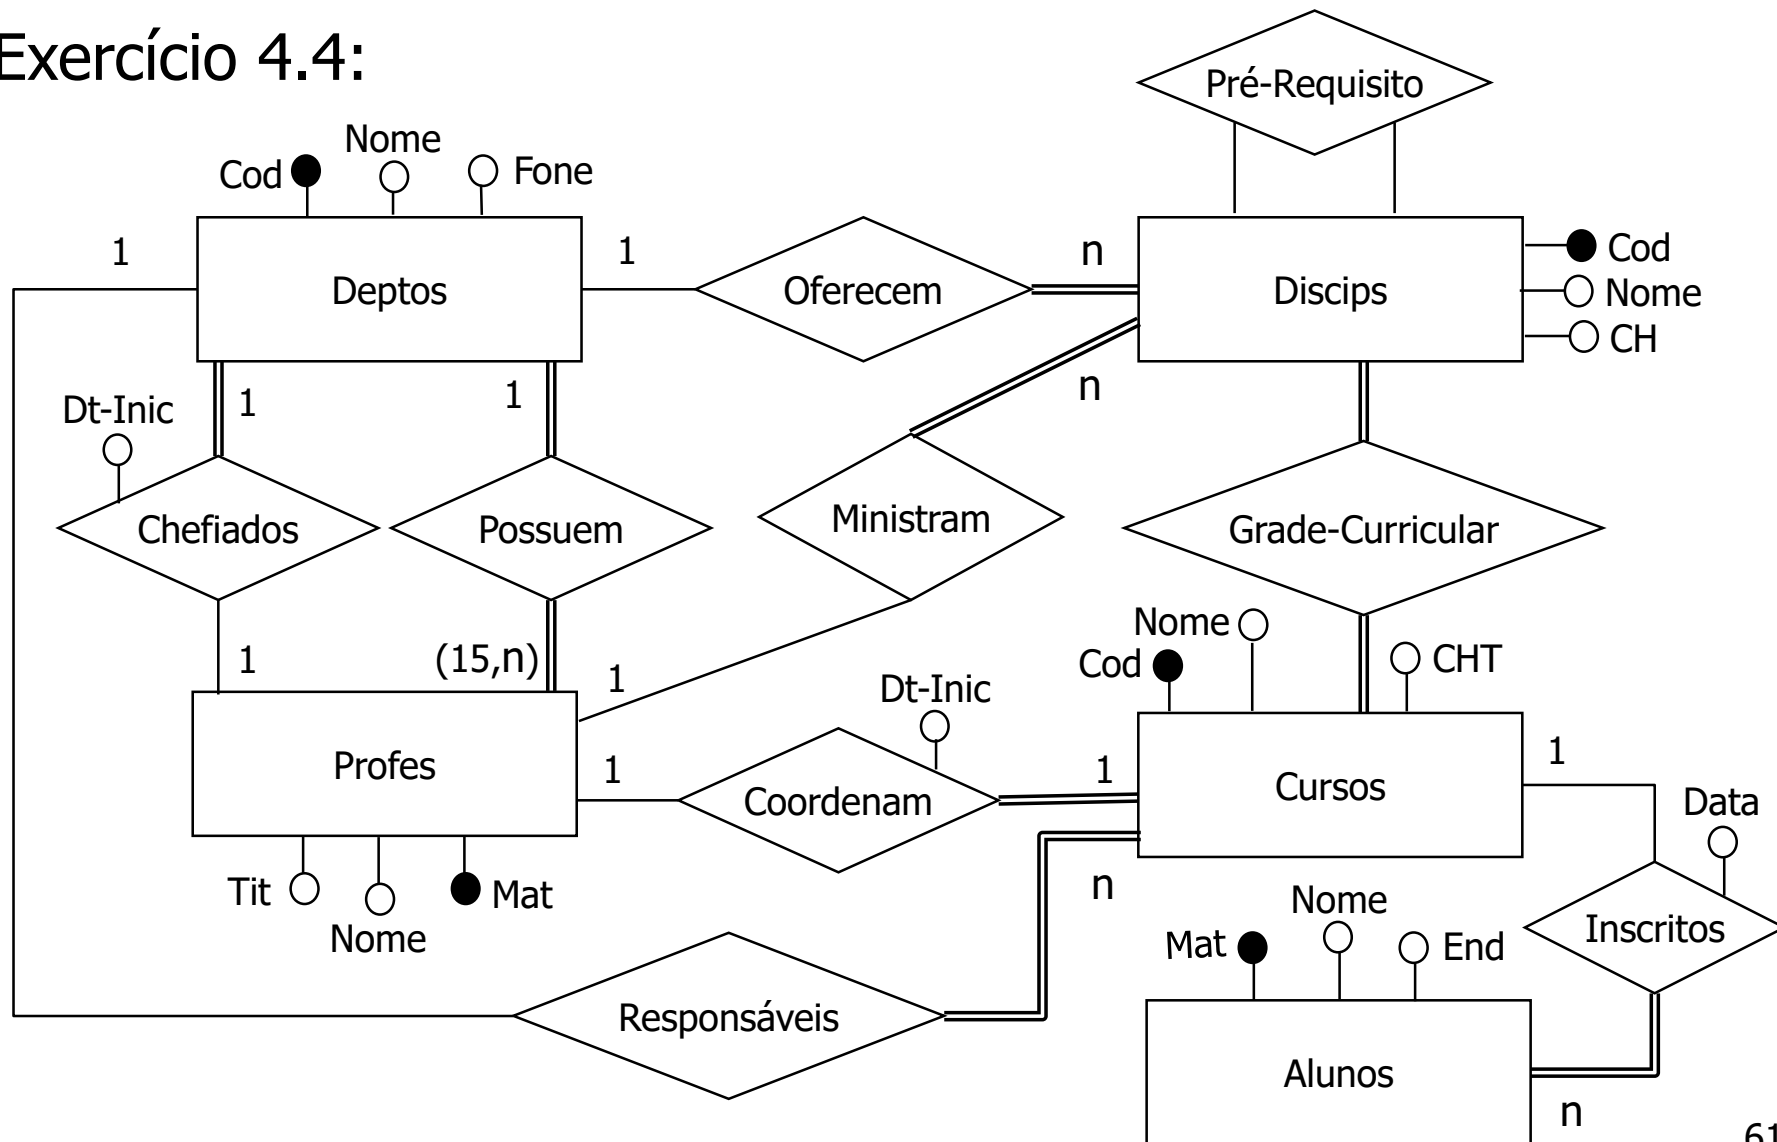 Exercício 4.4:
Pré-Requisito
Cod
Nome
Fone
1
Deptos
1
Oferecem
n
Discips
Cod
Nome
CH
Dt-Inic
1
1
n
Chefiados
Possuem
Ministram
Grade-Curricular
1
(15,n)
1
Nome
Cod
CHT
Dt-Inic
Profes
1
Coordenam
1
Cursos
1
Data
Tit
Nome
Mat
n
Nome
Mat
End
Inscritos
Responsáveis
Alunos
n
61